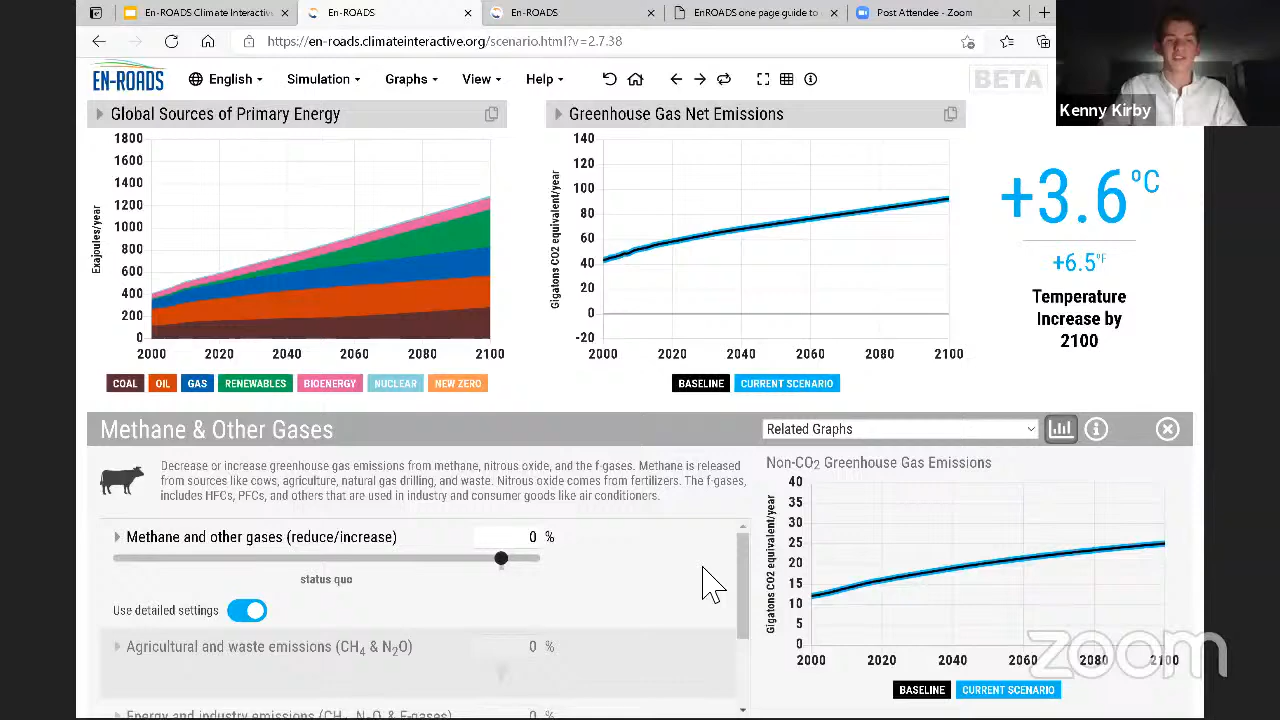 En-ROADS Climate Interactiv
En-ROADS
En-ROADS
EnROADS one page guide to
Post Attendee - Zoom
https://en-roads.climateinteractive.org/scenario.html?v=2.7.38
Kenny Kirby
EN-ROADS
English
Simulation
Graphs
View
Help
BETA
Global Sources of Primary Energy
Exajoules/year
1800
1600
1400
1200
1000
800
600
400
200
0
2000 2020 2040 2060 2080 2100
COAL OIL GAS RENEWABLES BIOENERGY NUCLEAR NEW ZERO
Greenhouse Gas Net Emissions
Gigatons CO2 equivalent/year
140
120
100
80
60
40
20
0
-20
2000 2020 2040 2060 2080 2100
BASELINE CURRENT SCENARIO
+3.6°C
+6.5°F
Temperature
Increase by
2100
Methane & Other Gases
Related Graphs
Decrease or increase greenhouse gas emissions from methane, nitrous oxide, and the f-gases. Methane is released
from sources like cows, agriculture, natural gas drilling, and waste. Nitrous oxide comes from fertilizers. The f-gases,
includes HFCs, PFCs, and others that are used in industry and consumer goods like air conditioners.
Methane and other gases (reduce/increase) 0 %
status quo
Use detailed settings
Agricultural and waste emissions (CH₄ & N₂O) 0 %
Energy and industry emissions (CH₄, N₂O & F-gases) 0 %
Non-CO₂ Greenhouse Gas Emissions
Gigatons CO2 equivalent/year
40
35
30
25
20
15
10
5
0
2000 2020 2040 2060 2080 2100
BASELINE CURRENT SCENARIO
zoom